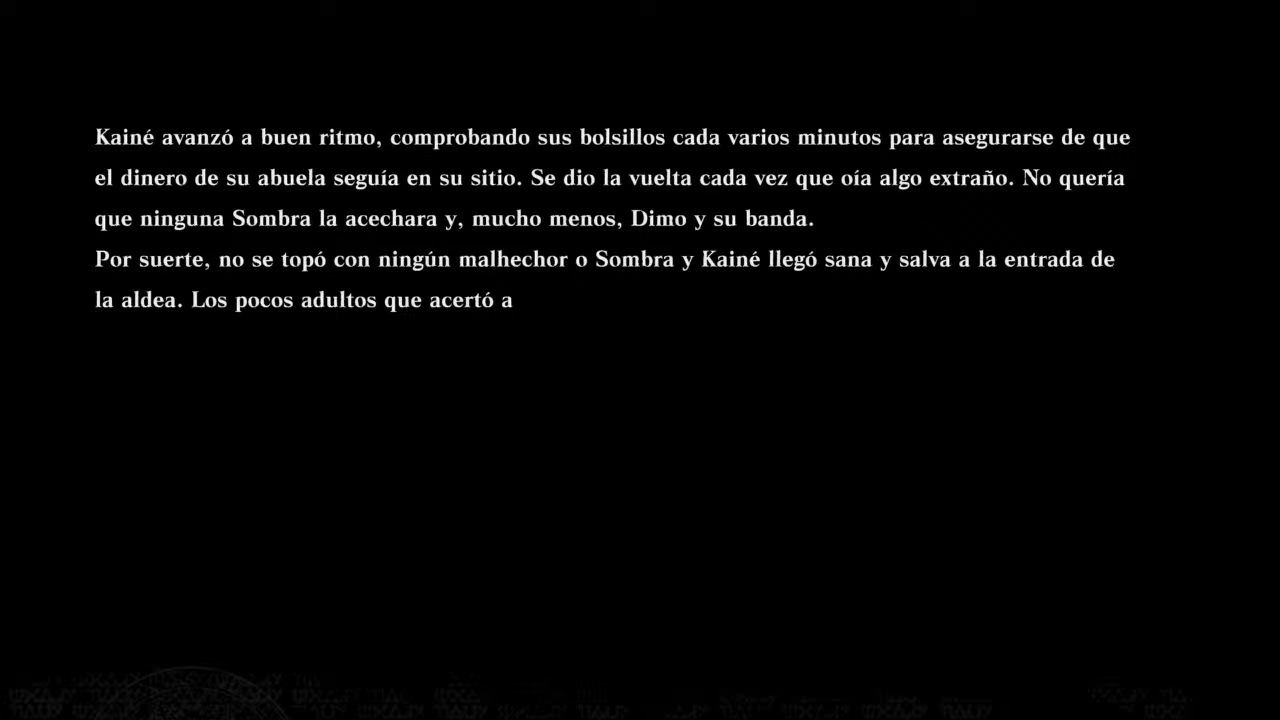 Kainé avanzó a buen ritmo, comprobando sus bolsillos cada varios minutos para asegurarse de que
el dinero de su abuela seguía en su sitio. Se dio la vuelta cada vez que oía algo extraño. No quería
que ninguna Sombra la acechara y, mucho menos, Dimo y su banda.
Por suerte, no se topó con ningún malhechor o Sombra y Kainé llegó sana y salva a la entrada de
la aldea. Los pocos adultos que acertó a